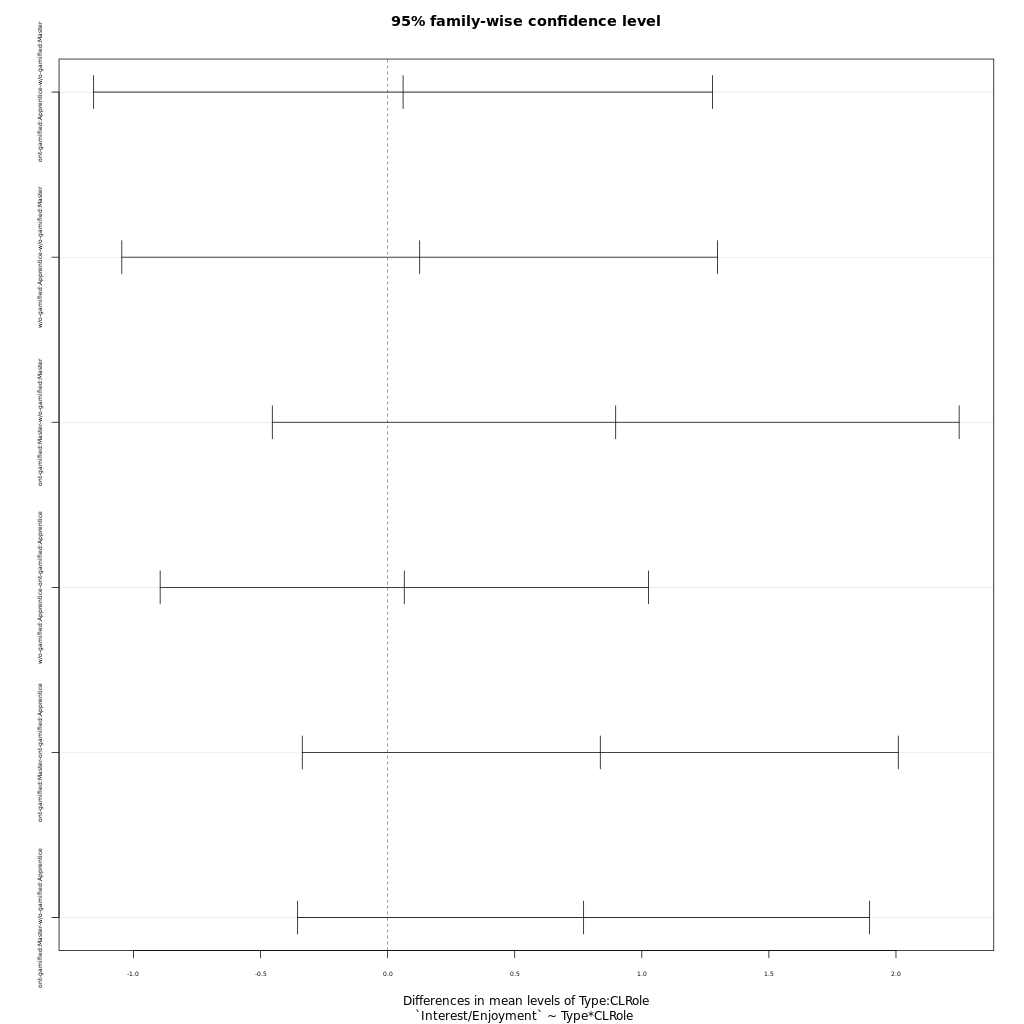 95% family-wise confidence level
ont-gamified:Apprentice-w/o-gamified:Master
w/o-gamified:Apprentice-w/o-gamified:Master
ont-gamified:Master-w/o-gamified:Master
w/o-gamified:Apprentice-ont-gamified:Apprentice
ont-gamified:Master-ont-gamified:Apprentice
ont-gamified:Master-w/o-gamified:Apprentice
-1.0 -0.5 0.0 0.5 1.0 1.5 2.0
Differences in mean levels of Type:CLRole
`Interest/Enjoyment` ~ Type*CLRole